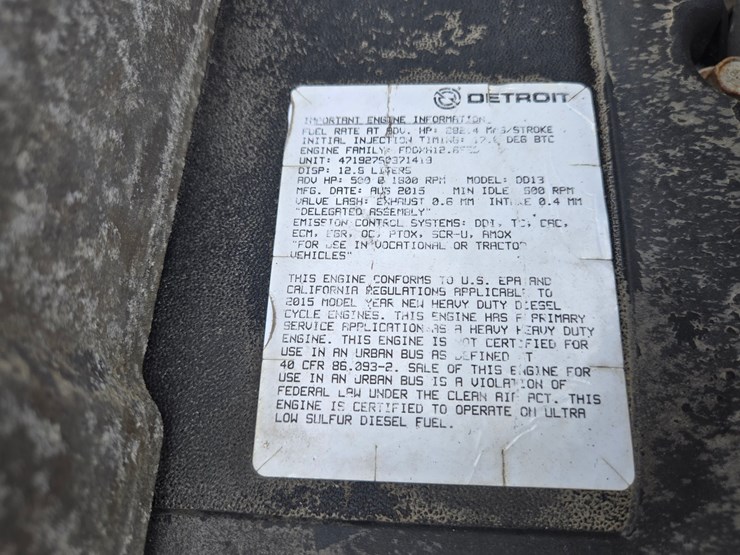 DETROIT
IMPORTANT ENGINE INFORMATION
FUEL RATE AT ADV. HP: MM3/STROKE
INITIAL INJECTION TIMING: DEG BTC
ENGINE FAMILY:
UNIT:
DISP: LITERS
ADV HP: 500 @ 1800 RPM MODEL: DD13
MFG. DATE: AUG 2015 MIN IDLE 500 RPM
VALVE LASH: EXHAUST 0.6 MM INTAKE 0.4 MM
"DELEGATED ASSEMBLY"
EMISSION CONTROL SYSTEMS: DDI, TC, CAC,
ECM, EGR, OC, PTOX, SCR-U, AMOX
"FOR USE IN VOCATIONAL OR TRACTOR
VEHICLES"
THIS ENGINE CONFORMS TO U.S. EPA AND
CALIFORNIA REGULATIONS APPLICABLE TO
2015 MODEL YEAR NEW HEAVY DUTY DIESEL
CYCLE ENGINES. THIS ENGINE HAS A PRIMARY
SERVICE APPLICATION AS A HEAVY HEAVY DUTY
ENGINE. THIS ENGINE IS NOT CERTIFIED FOR
USE IN AN URBAN BUS AS DEFINED AT
40 CFR 86.093-2. SALE OF THIS ENGINE FOR
USE IN AN URBAN BUS IS A VIOLATION OF
FEDERAL LAW UNDER THE CLEAN AIR ACT. THIS
ENGINE IS CERTIFIED TO OPERATE ON ULTRA
LOW SULFUR DIESEL FUEL.